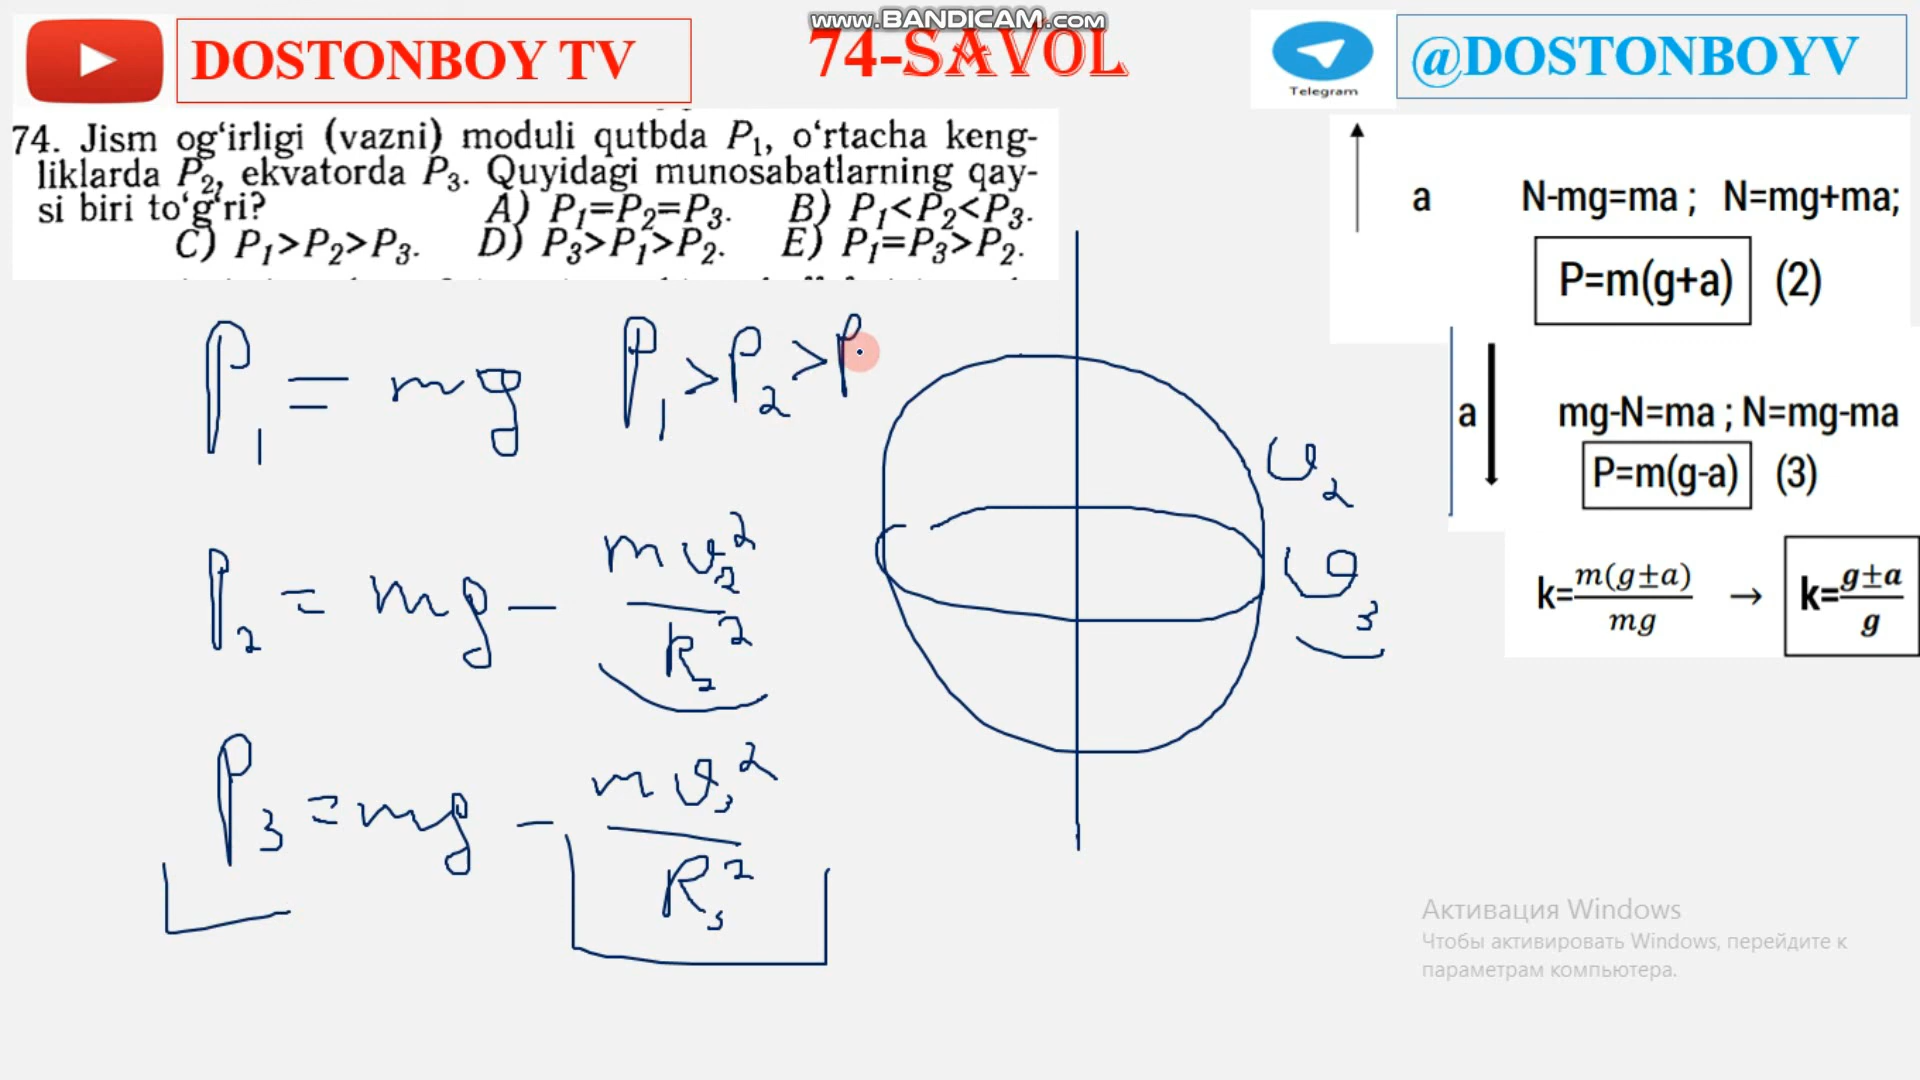 www.BANDICAM.com
DOSTONBOY TV
74-SAVOL
Telegram
@DOSTONBOYV
74. Jism og‘irligi (vazni) moduli qutbda P₁, o‘rtacha keng-
liklarda P₂, ekvatorda P₃. Quyidagi munosabatlarning qay-
si biri to‘g‘ri? A) P₁=P₂=P₃. B) P₁<P₂<P₃.
C) P₁>P₂>P₃. D) P₃>P₁>P₂. E) P₁=P₃>P₂.
a N-mg=ma ; N=mg+ma;
P=m(g+a) (2)
a mg-N=ma ; N=mg-ma
P=m(g-a) (3)
k=m(g±a)/mg → k=g±a/g
P₁ = mg P₁ > P₂ > P
P₂ = mg - mv₂²/R₂²
P₃ = mg - mv₃²/R₃²
υ₂
υ₃
Активация Windows
Чтобы активировать Windows, перейдите к
параметрам компьютера.